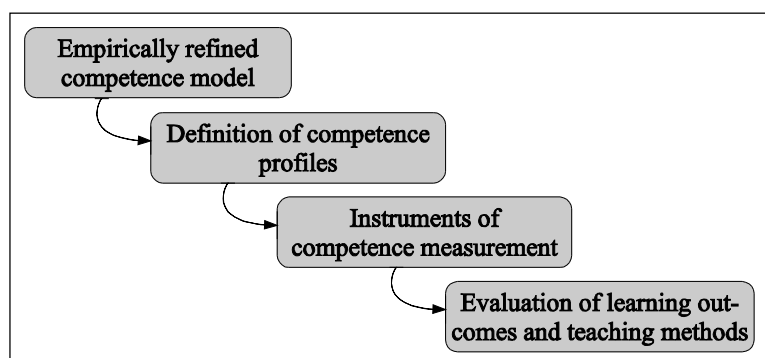 Empirically refined
competence model
Definition of competence
profiles
Instruments of
competence measurement
Evaluation of learning out-
comes and teaching methods